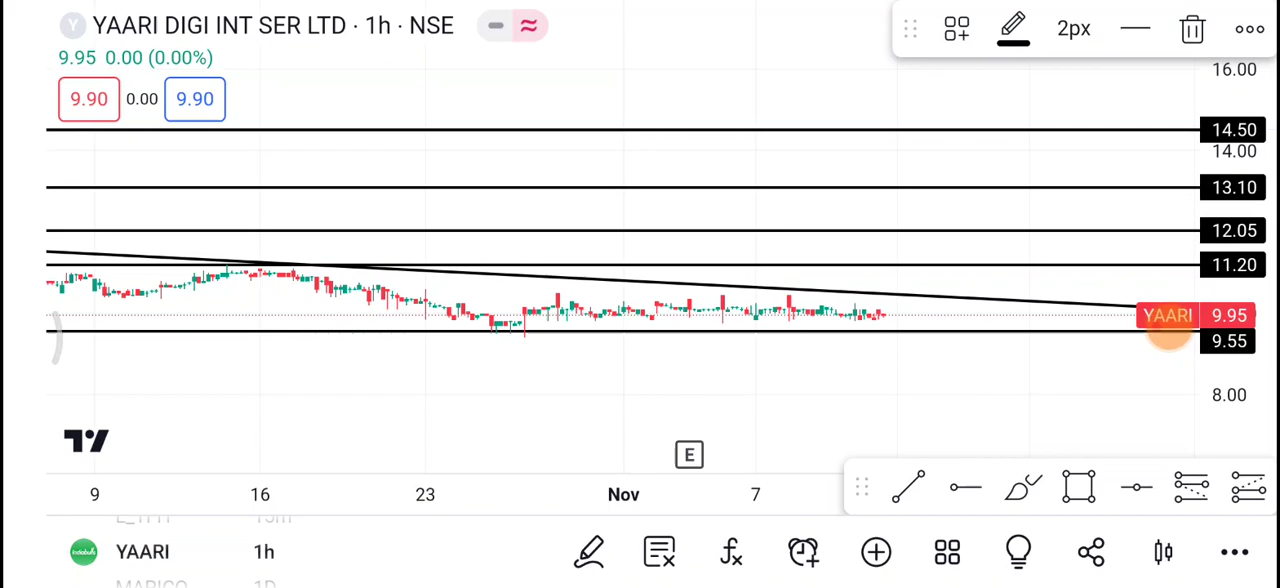 Y YAARI DIGI INT SER LTD · 1h · NSE
2px
9.95 0.00 (0.00%)
9.90 0.00 9.90
16.00
14.50
14.00
13.10
12.05
11.20
YAARI 9.95
9.55
8.00
E
9 16 23 Nov 7
YAARI 1h
MARICO 1D